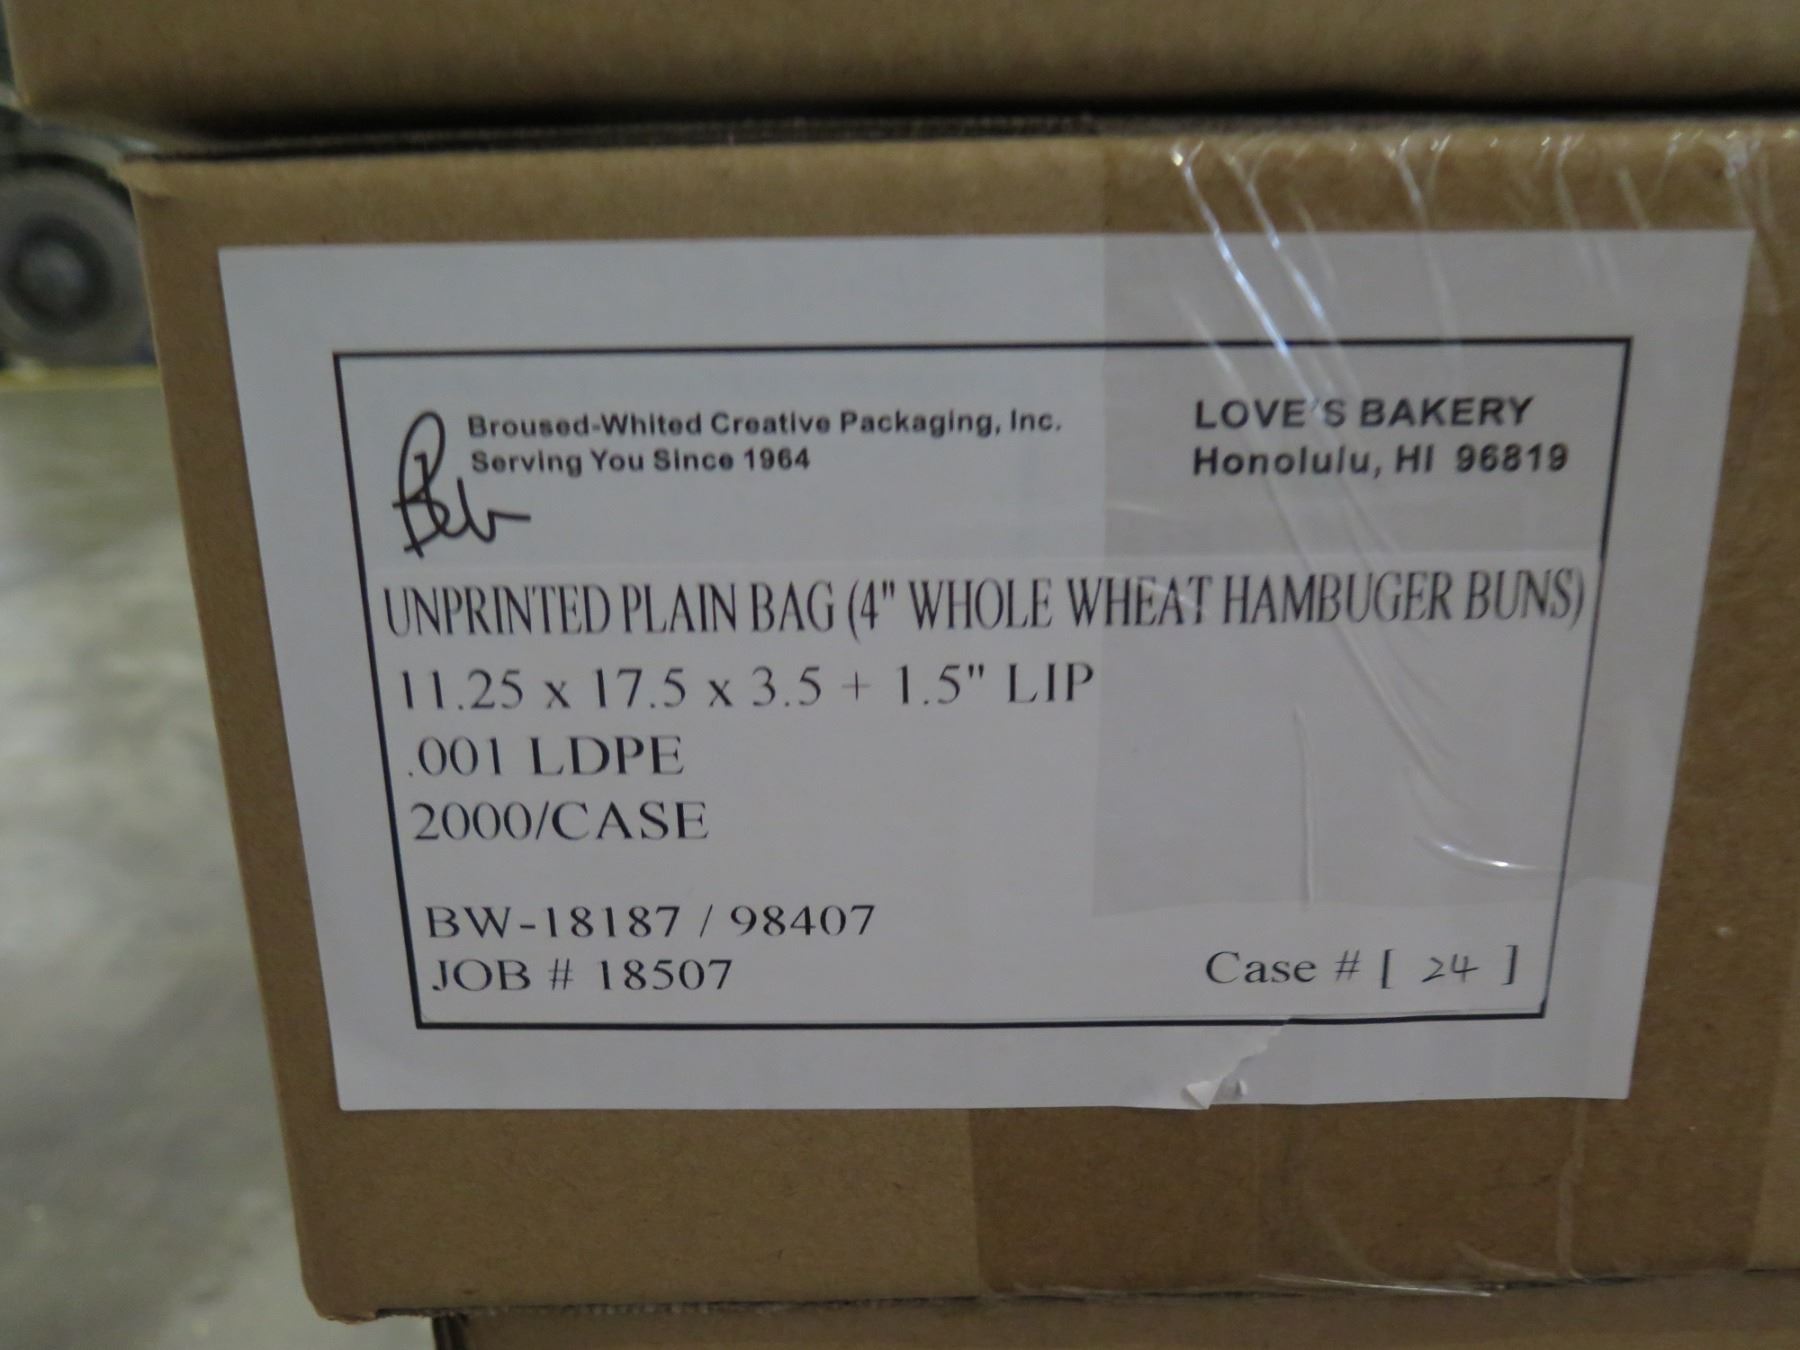 Broused-Whited Creative Packaging, Inc.
Serving You Since 1964
LOVE'S BAKERY
Honolulu, HI 96819
UNPRINTED PLAIN BAG (4" WHOLE WHEAT HAMBUGER BUNS)
11.25 x 17.5 x 3.5 + 1.5" LIP
.001 LDPE
2000/CASE
BW-18187 / 98407
JOB # 18507
Case # [ 24 ]